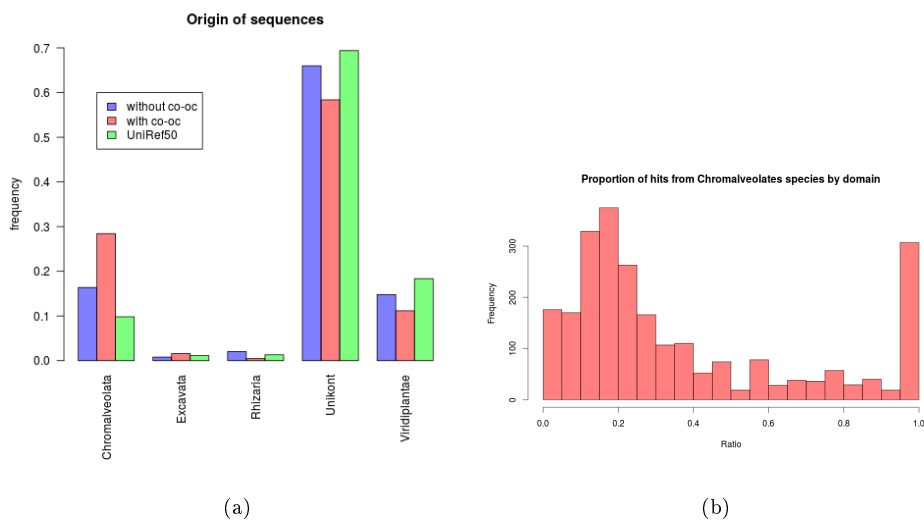 Origin of sequences
frequency
0.7
0.6
0.5
0.4
0.3
0.2
0.1
0.0
without co-oc
with co-oc
UniRef50
Chromalveolata
Excavata
Rhizaria
Unikont
Viridiplantae
(a)
Proportion of hits from Chromalveolates species by domain
Frequency
300
200
100
0
0.0 0.2 0.4 0.6 0.8 1.0
Ratio
(b)